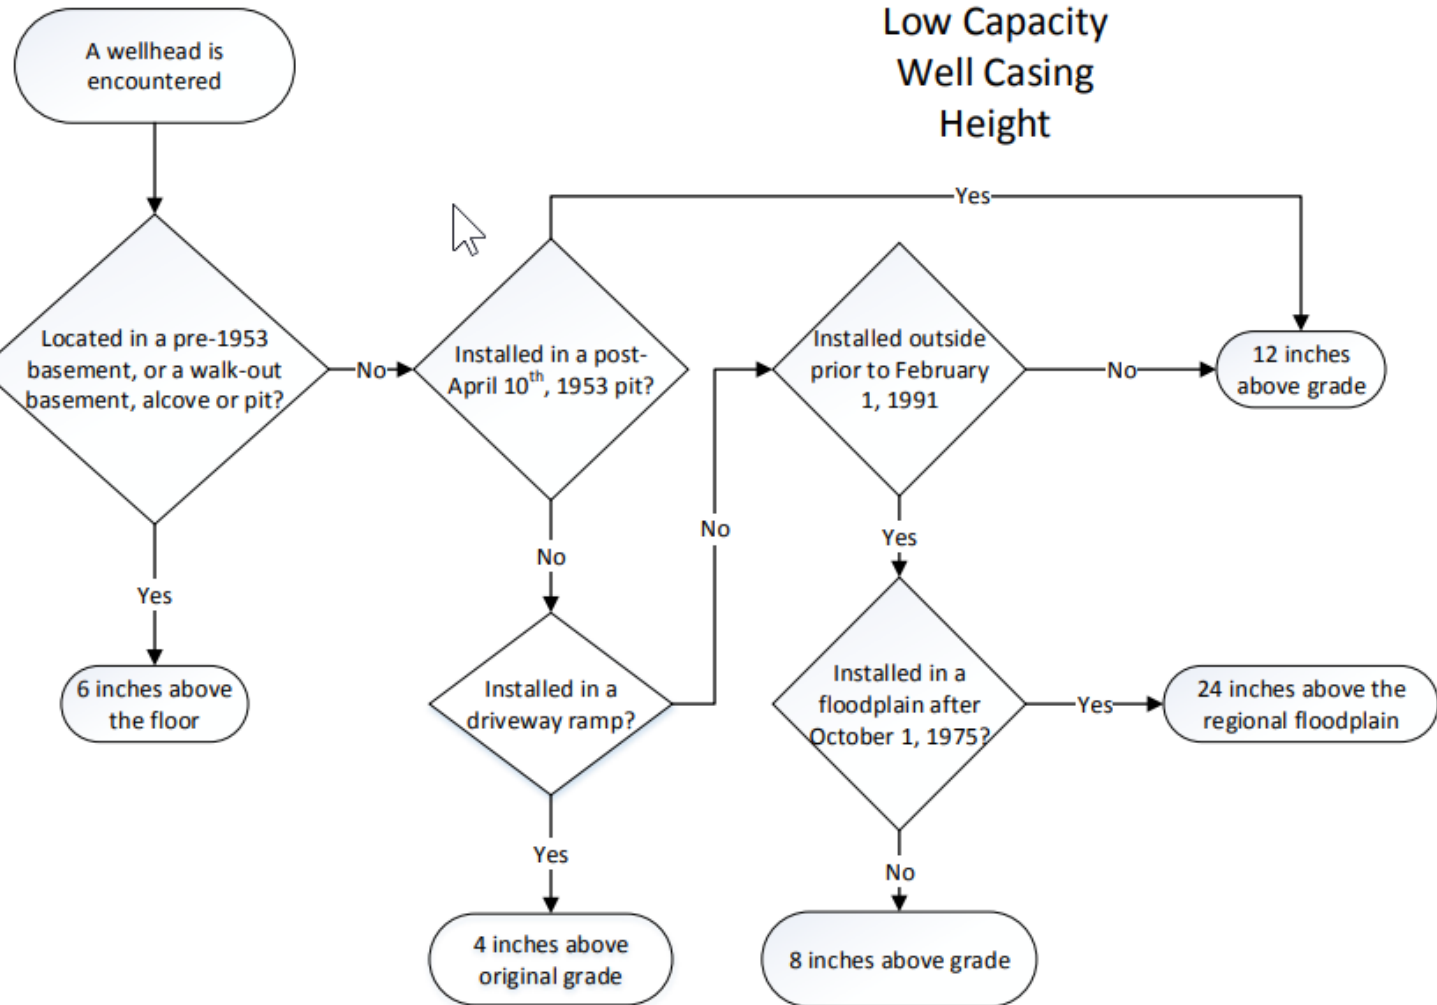 Low Capacity
Well Casing
Height
A wellhead is
encountered
Yes
Located in a pre-1953
basement, or a walk-out
basement, alcove or pit?
No
Installed in a post-
April 10th, 1953 pit?
Installed outside
prior to February
1, 1991
No
12 inches
above grade
No
Yes
No
Yes
6 inches above
the floor
Installed in a
driveway ramp?
Installed in a
floodplain after
October 1, 1975?
Yes
24 inches above the
regional floodplain
Yes
No
4 inches above
original grade
8 inches above grade